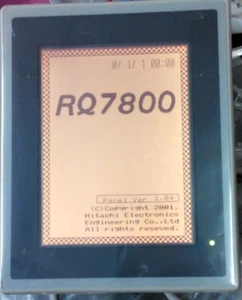 0/ 1/ 1 00:00
RQ7800
Panel Ver 1.04
(C)Copyright 2001.
Hitachi Electronics
Engineering Co.,Ltd
All rights reseved.